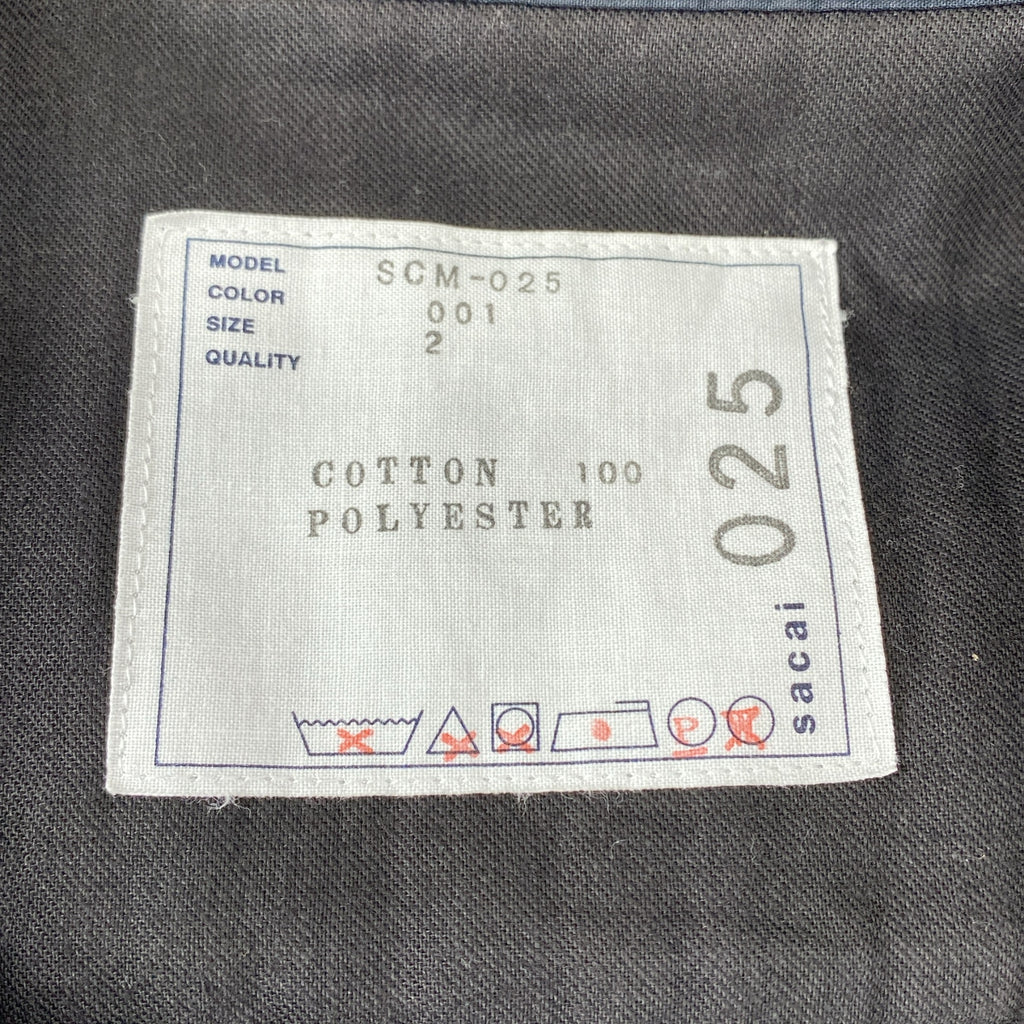 MODEL SCM-025
COLOR 001
SIZE 2
QUALITY
COTTON 100
POLYESTER
025
sacai
P